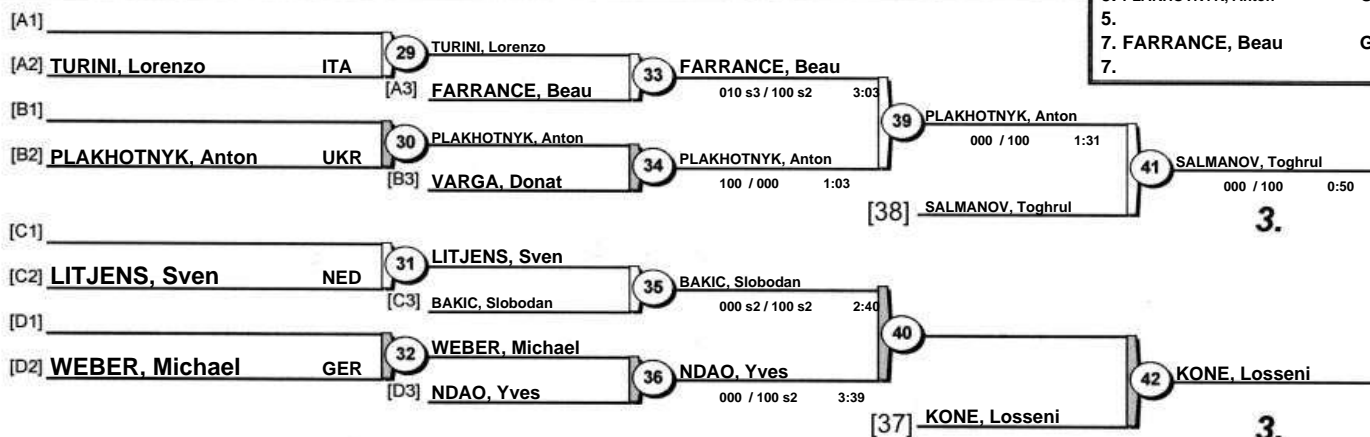 5.
7. FARRANCE, Beau
7.
[A1]
[A2] TURINI, Lorenzo ITA
29
TURINI, Lorenzo
[A3] FARRANCE, Beau
33
FARRANCE, Beau
010 s3 / 100 s2 3:03
[B1]
[B2] PLAKHOTNYK, Anton UKR
30
PLAKHOTNYK, Anton
[B3] VARGA, Donat
34
PLAKHOTNYK, Anton
100 / 000 1:03
39
PLAKHOTNYK, Anton
000 / 100 1:31
[38] SALMANOV, Toghrul
41
SALMANOV, Toghrul
000 / 100 0:50
3.
[C1]
[C2] LITJENS, Sven NED
31
LITJENS, Sven
[C3] BAKIC, Slobodan
35
BAKIC, Slobodan
000 s2 / 100 s2 2:40
[D1]
[D2] WEBER, Michael GER
32
WEBER, Michael
[D3] NDAO, Yves
36
NDAO, Yves
000 / 100 s2 3:39
40
[37] KONE, Losseni
42
KONE, Losseni
3.